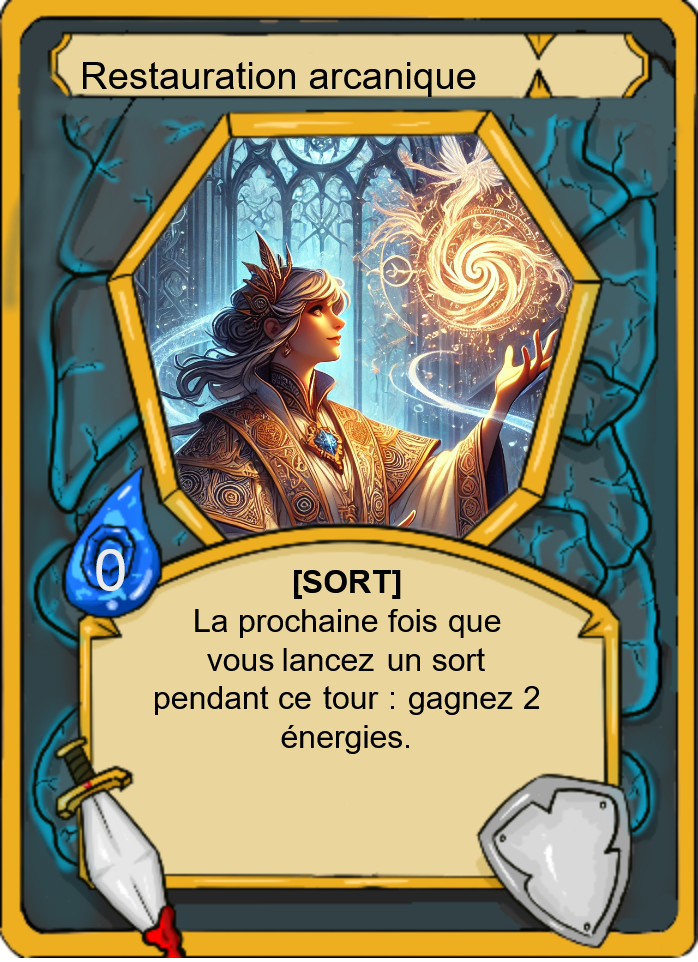 Restauration arcanique
0
[SORT]
La prochaine fois que
vous lancez un sort
pendant ce tour : gagnez 2
énergies.